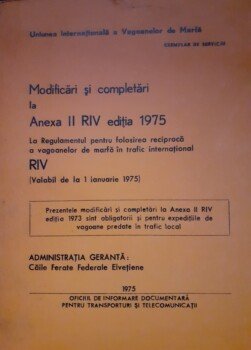 Uniunea Internațională a Vagoanelor de Marfă
EXEMPLAR DE SERVICIU
Modificări și completări
la
Anexa II RIV ediția 1975
La Regulamentul pentru folosirea reciprocă
a vagoanelor de marfă în trafic internațional
RIV
(Valabil de la 1 ianuarie 1975)
Prezentele modificări și completări la Anexa II RIV
ediția 1973 sînt obligatorii și pentru expedițiile de
vagoane predate în trafic local
ADMINISTRAȚIA GERANTĂ:
Căile Ferate Federale Elvețiene
1975
OFICIUL DE INFORMARE DOCUMENTARĂ
PENTRU TRANSPORTURI ȘI TELECOMUNICAȚII